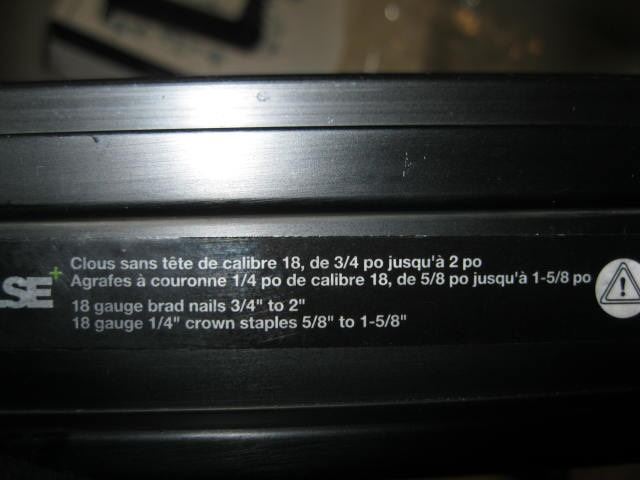 LSE+
Clous sans tête de calibre 18, de 3/4 po jusqu'à 2 po
Agrafes à couronne 1/4 po de calibre 18, de 5/8 po jusqu'à 1-5/8 po
18 gauge brad nails 3/4" to 2"
18 gauge 1/4" crown staples 5/8" to 1-5/8"